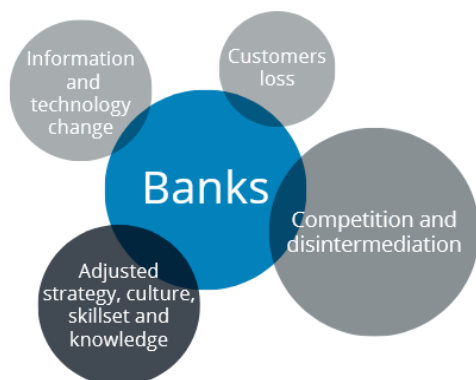 Information
and
technology
change
Customers
loss
Banks
Competition and
disintermediation
Adjusted
strategy, culture,
skillset and
knowledge